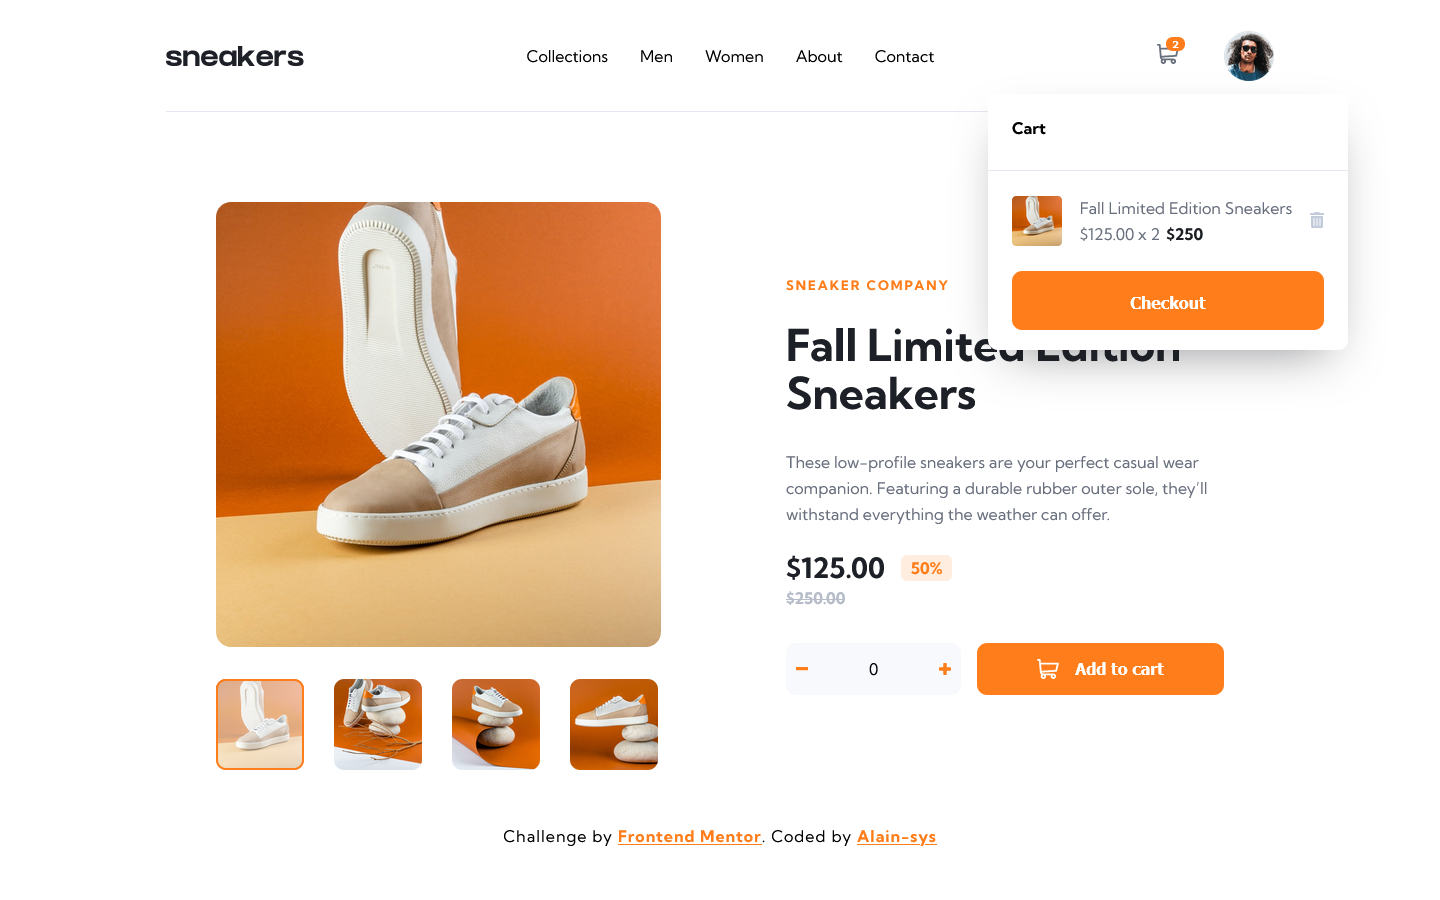 sneakers
Collections
Men
Women
About
Contact
2
Cart
Fall Limited Edition Sneakers
$125.00 x 2 $250
Checkout
SNEAKER COMPANY
Fall Limited Edition
Sneakers
These low-profile sneakers are your perfect casual wear
companion. Featuring a durable rubber outer sole, they’ll
withstand everything the weather can offer.
$125.00 50%
$250.00
0
Add to cart
Challenge by Frontend Mentor. Coded by Alain-sys